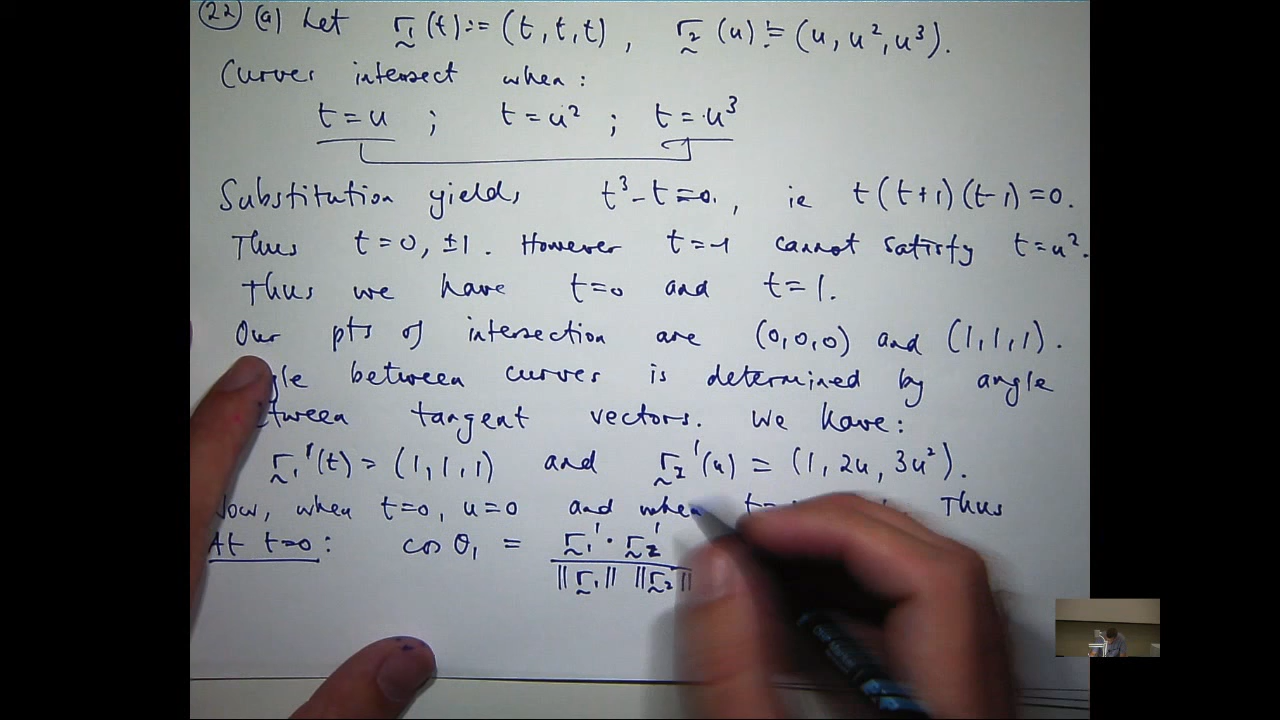 22 (a) Let r₁(t) := (t, t, t), r₂(u) := (u, u², u³).
Curves intersect when:
t = u ; t = u² ; t = u³
Substitution yields t³ - t = 0, ie t(t+1)(t-1) = 0.
Thus t = 0, ±1. However t = -1 cannot satisfy t = u².
Thus we have t = 0 and t = 1.
Our pts of intersection are (0,0,0) and (1,1,1).
between curves is determined by angle
tangent vectors. We have:
r₁'(t) = (1,1,1) and r₂'(u) = (1, 2u, 3u²).
Now, when t=0, u=0 and when Thus
At t=0: cos θ₁ = r₁' · r₂' / ||r₁|| ||r₂||